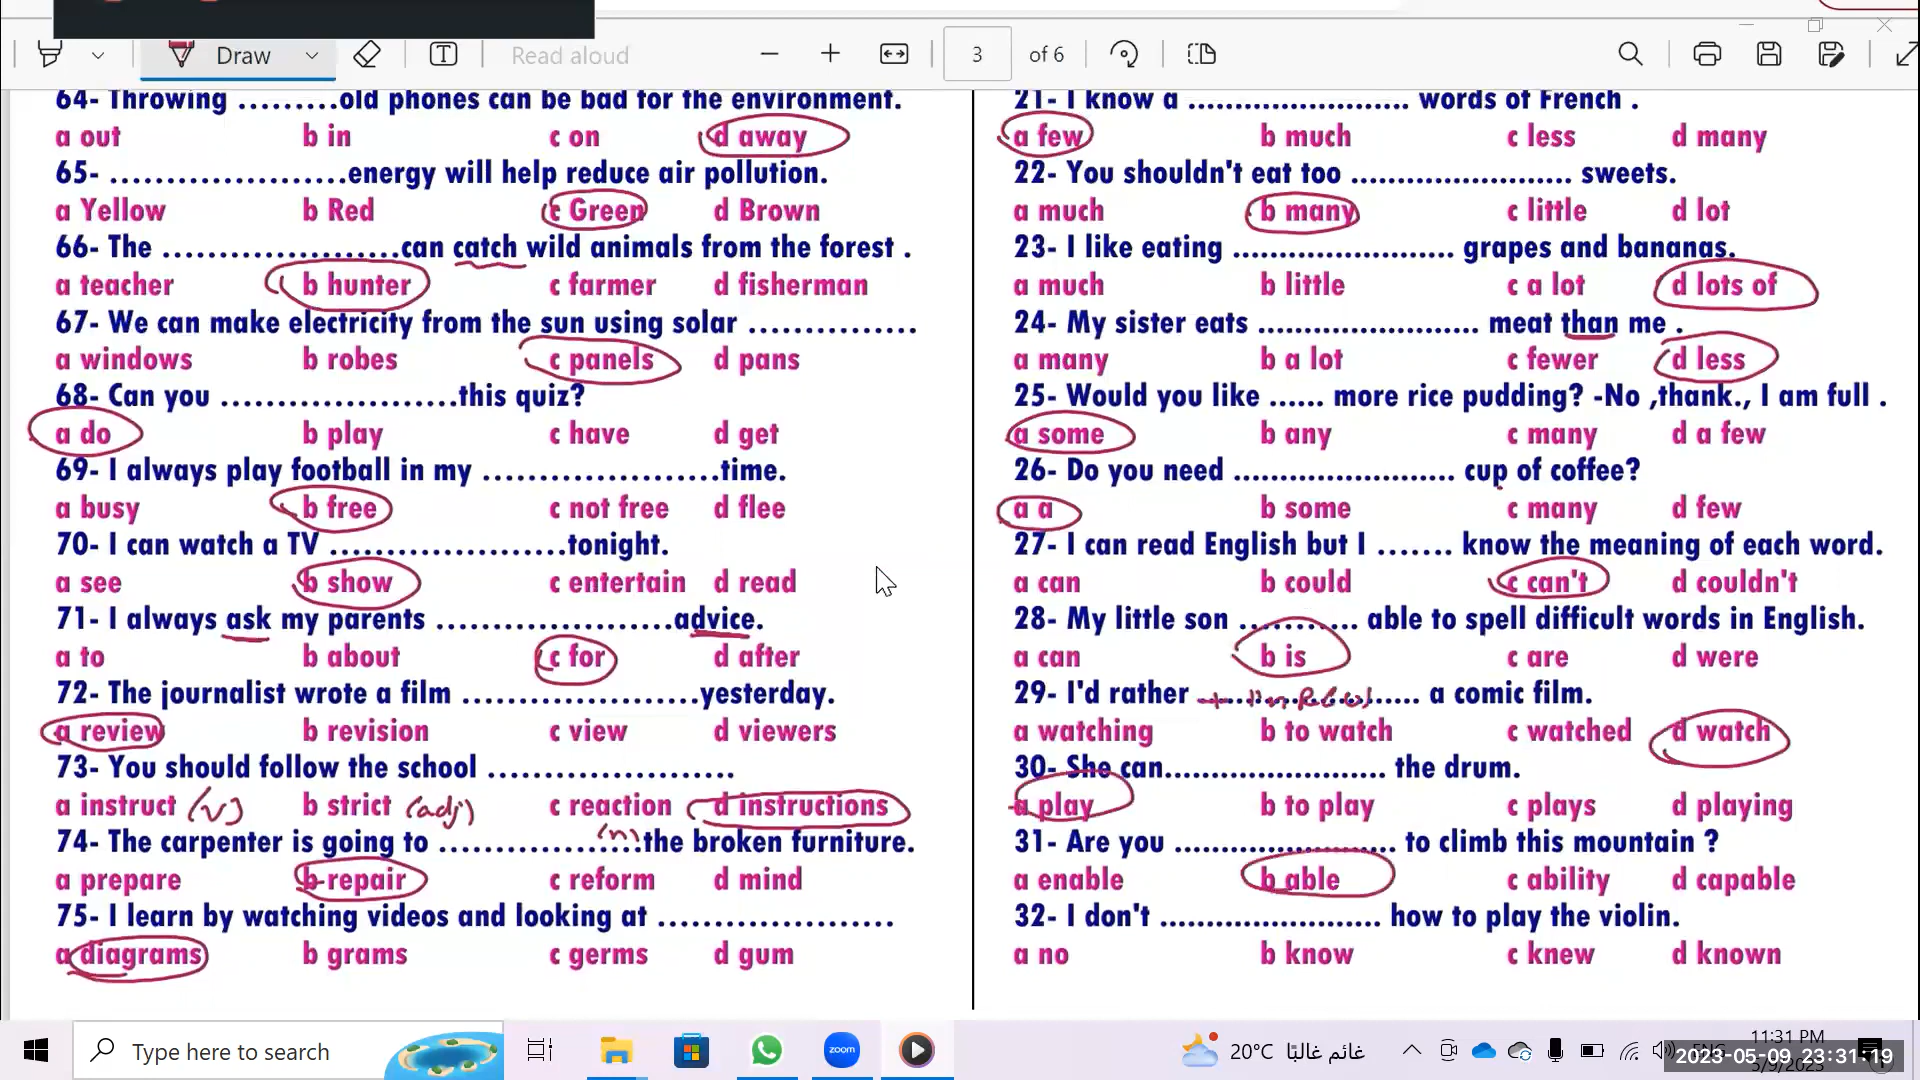 Draw
Read aloud
3 of 6
64- Throwing .........old phones can be bad for the environment.
a out b in c on d away
65- .....................energy will help reduce air pollution.
a Yellow b Red c Green d Brown
66- The .....................can catch wild animals from the forest .
a teacher b hunter c farmer d fisherman
67- We can make electricity from the sun using solar ...............
a windows b robes c panels d pans
68- Can you .....................this quiz?
a do b play c have d get
69- I always play football in my .....................time.
a busy b free c not free d flee
70- I can watch a TV .....................tonight.
a see b show c entertain d read
71- I always ask my parents .....................advice.
a to b about c for d after
72- The journalist wrote a film .....................yesterday.
a review b revision c view d viewers
73- You should follow the school ......................
a instruct (v) b strict (adj) c reaction d instructions
(n)
74- The carpenter is going to ..................the broken furniture.
a prepare b repair c reform d mind
75- I learn by watching videos and looking at .....................
a diagrams b grams c germs d gum
21- I know a .................... words of French .
a few b much c less d many
22- You shouldn't eat too .................... sweets.
a much b many c little d lot
23- I like eating .................... grapes and bananas.
a much b little c a lot d lots of
24- My sister eats .................... meat than me .
a many b a lot c fewer d less
25- Would you like ...... more rice pudding? -No ,thank., I am full .
a some b any c many d a few
26- Do you need .................... cup of coffee?
a a b some c many d few
27- I can read English but I ....... know the meaning of each word.
a can b could c can't d couldn't
28- My little son ........... able to spell difficult words in English.
a can b is c are d were
29- I'd rather .................... a comic film.
a watching b to watch c watched d watch
30- She can.................... the drum.
a play b to play c plays d playing
31- Are you .................... to climb this mountain ?
a enable b able c ability d capable
32- I don't .................... how to play the violin.
a no b know c knew d known
Type here to search
zoom
20°C غائم غالبًا
11:31 PM
2023-05-09 23:31:19